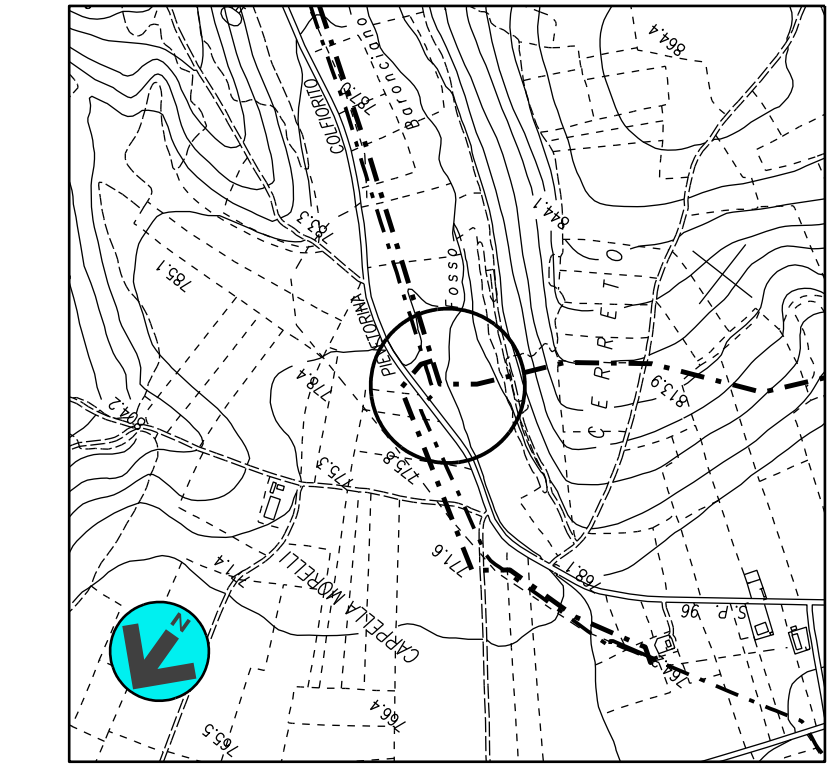 864.4
Baronciano
COLFIORITO
844.1
783.3
Fosso
785.1
CERRETO
PIEVETORINA
778.4
813.9
804.2
775.8
775.3
771.6
771.4
768.1
CAPPELLA MORELLI
S.P. 96
N
766.4
765.5